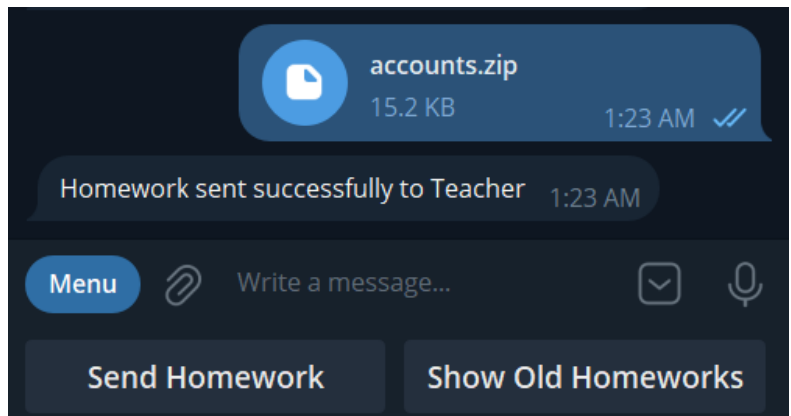 accounts.zip
15.2 KB
1:23 AM
Homework sent successfully to Teacher 1:23 AM
Menu
Write a message...
Send Homework
Show Old Homeworks